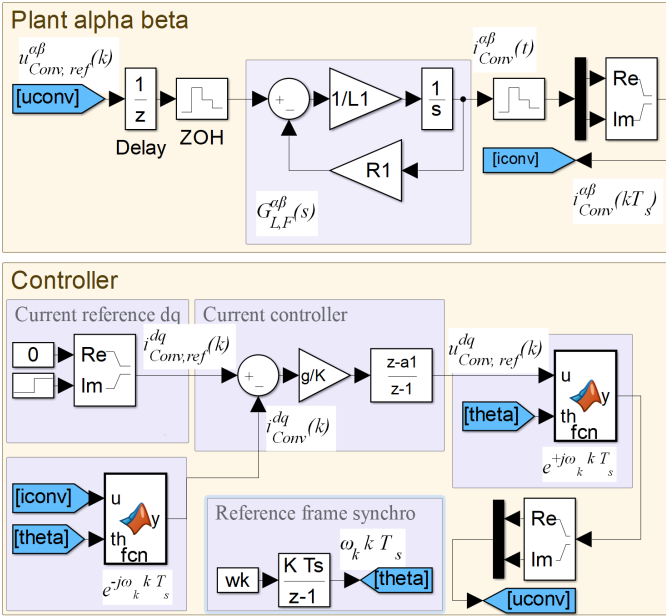 Plant alpha beta
u^{αβ}_{Conv, ref}(k)
[uconv]
1
z
Delay
ZOH
+
−
1/L1
1
s
R1
G^{αβ}_{L,F}(s)
i^{αβ}_{Conv}(t)
Re
Im
[iconv]
i^{αβ}_{Conv}(kT_s)
Controller
Current reference dq
0
Re
Im
i^{dq}_{Conv,ref}(k)
Current controller
+
−
g/K
z-a1
z-1
i^{dq}_{Conv}(k)
u^{dq}_{Conv, ref}(k)
u
[theta]
th
y
fcn
e^{+jω_k k T_s}
[iconv]
[theta]
u
th
y
fcn
e^{-jω_k k T_s}
Reference frame synchro
wk
K Ts
z-1
ω_k k T_s
[theta]
Re
Im
[uconv]